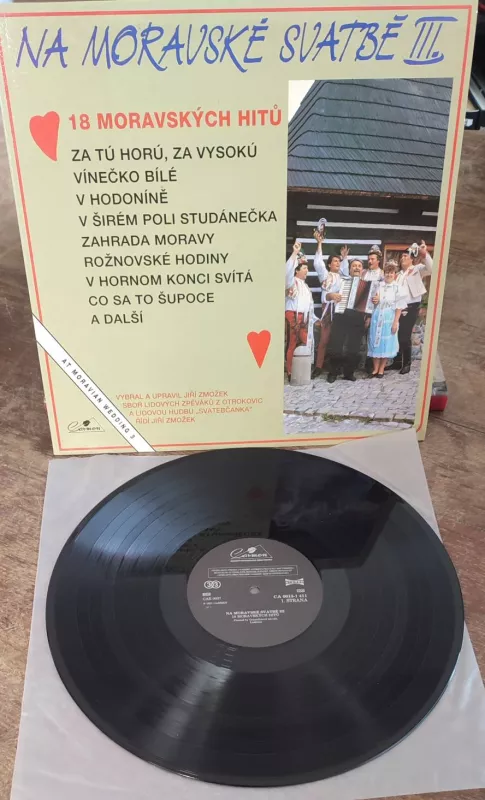 NA MORAVSKÉ SVATBĚ III.
18 MORAVSKÝCH HITŮ
ZA TÚ HORÚ, ZA VYSOKÚ
VÍNEČKO BÍLÉ
V HODONÍNĚ
V ŠIRÉM POLI STUDÁNEČKA
ZAHRADA MORAVY
ROŽNOVSKÉ HODINY
V HORNOM KONCI SVÍTÁ
CO SA TO ŠUPOCE
A DALŠÍ
AT MORAVIAN WEDDING 3
VYBRAL A UPRAVIL JIŘÍ ZMOŽEK
SBOR LIDOVÝCH ZPĚVÁKŮ Z OTROKOVIC
A LIDOVOU HUDBU „SVATEBČANKA"
ŘÍDÍ JIŘÍ ZMOŽEK
1. STRANA
NA MORAVSKÉ SVATBĚ III
18 MORAVSKÝCH HITŮ